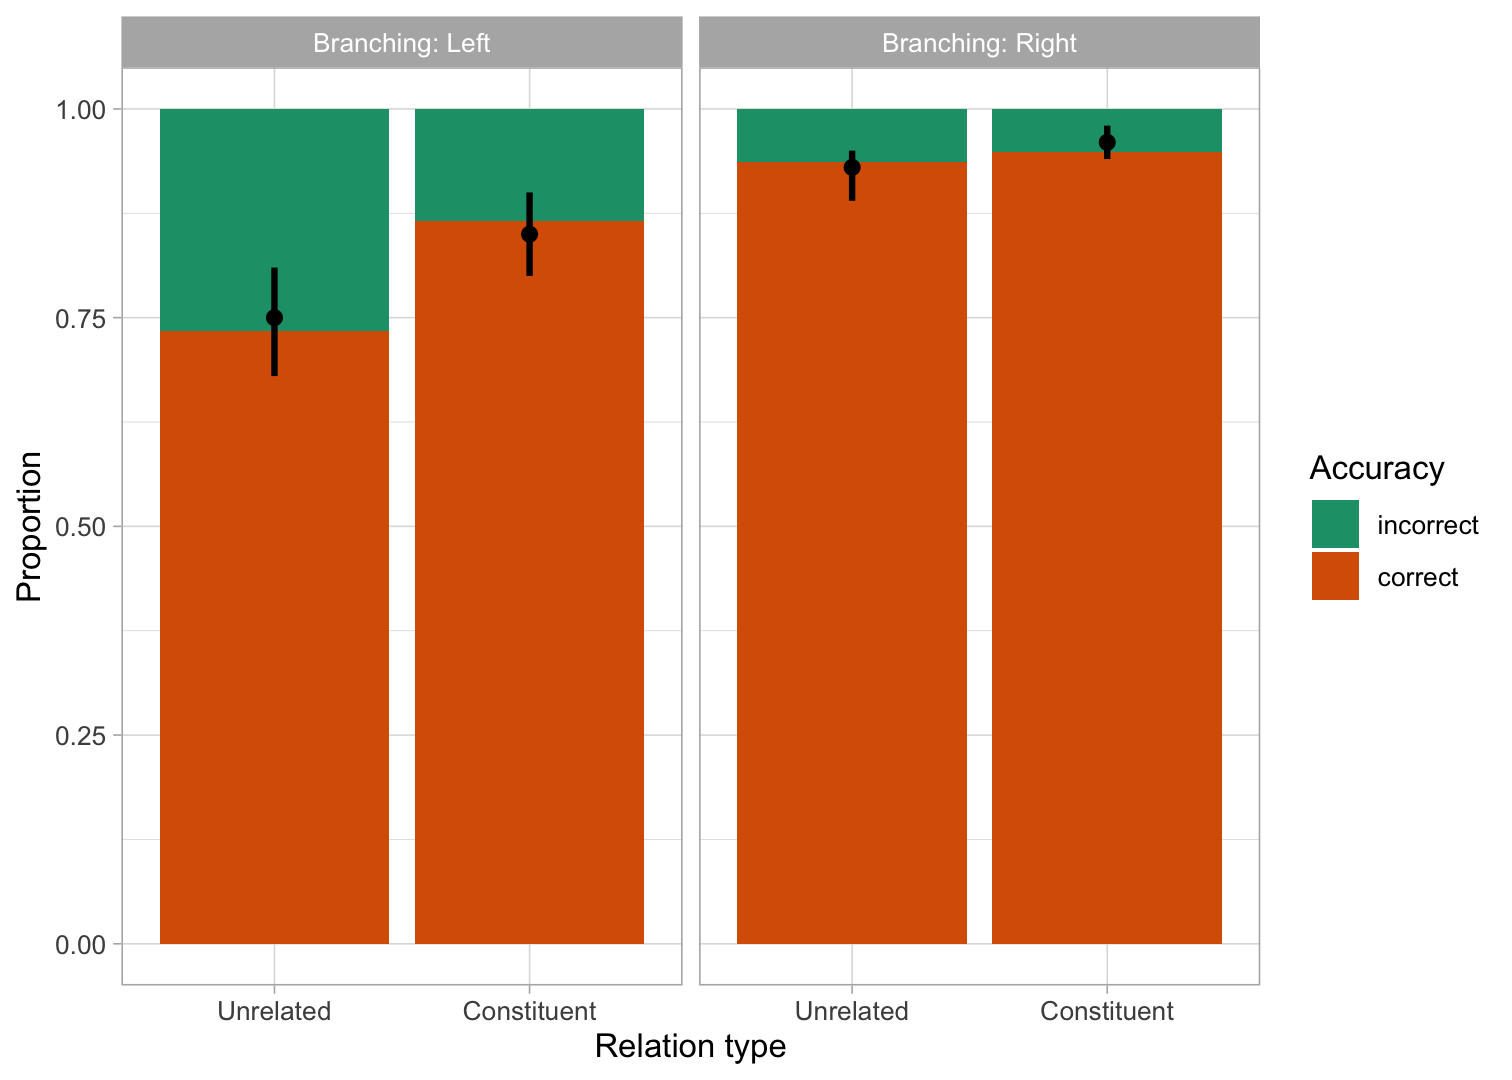 Branching: Left
Branching: Right
1.00
0.75
0.50
0.25
0.00
Proportion
Unrelated
Constituent
Unrelated
Constituent
Relation type
Accuracy
incorrect
correct